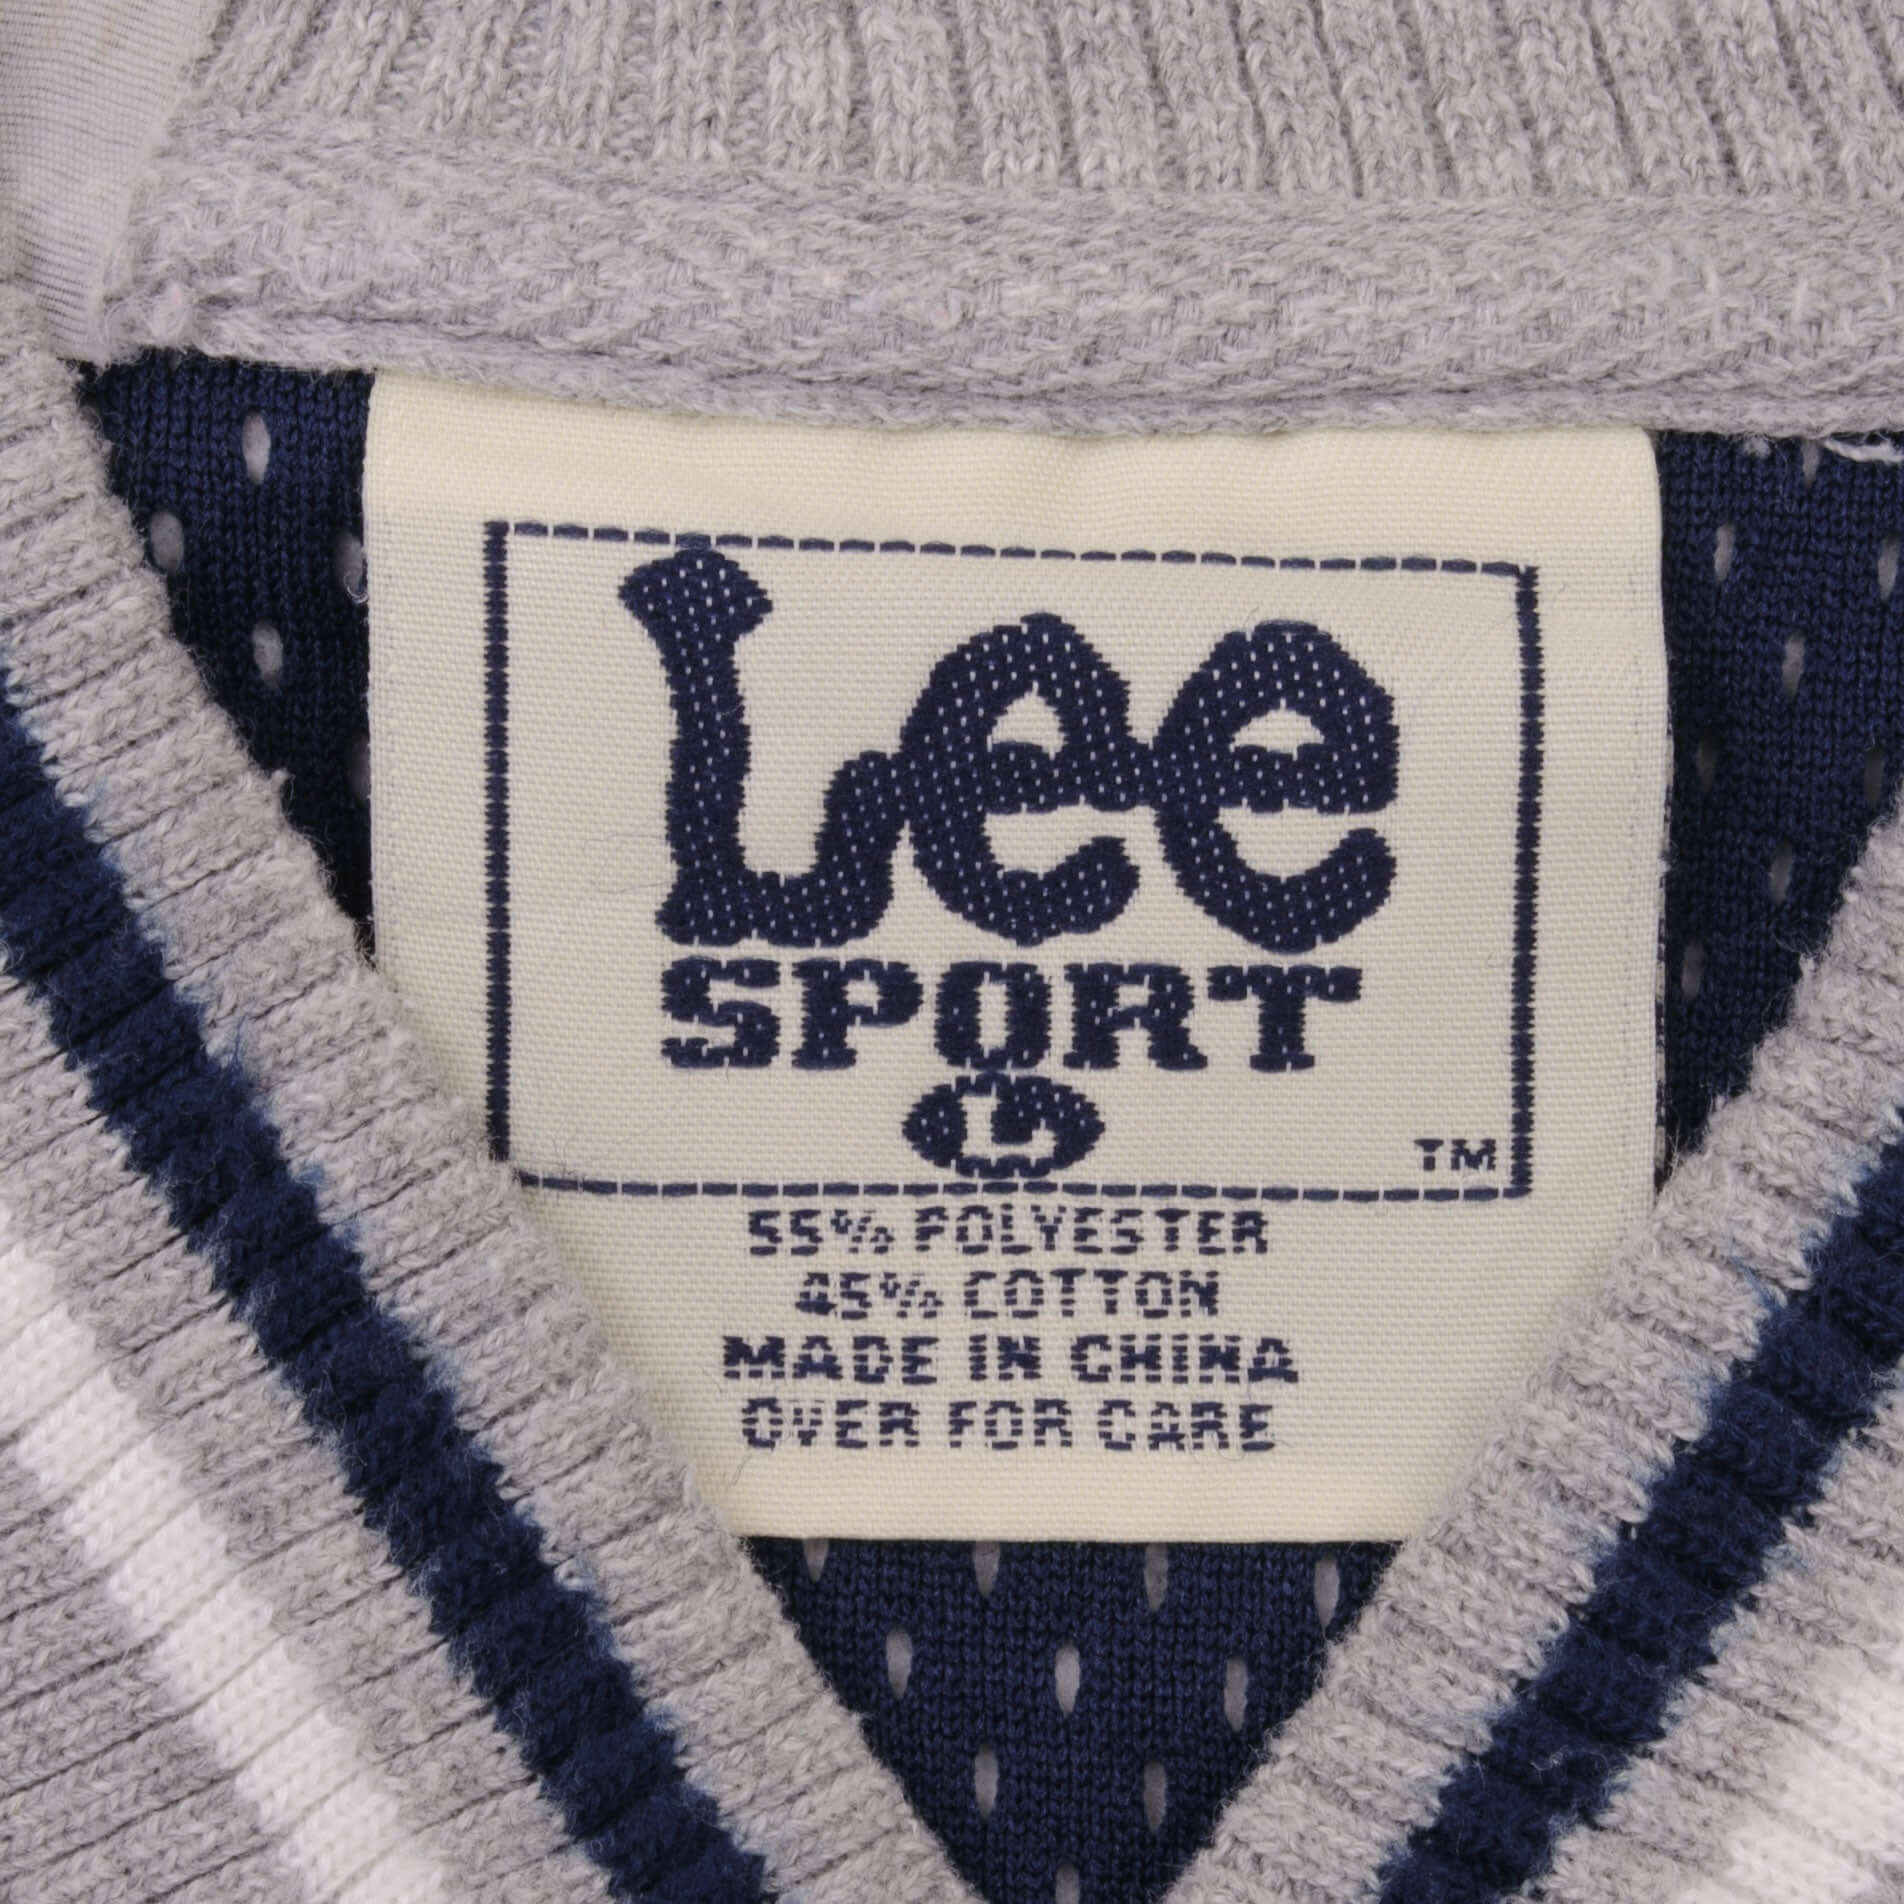 Lee
SPORT
L
TM
55% POLYESTER
45% COTTON
MADE IN CHINA
OVER FOR CARE